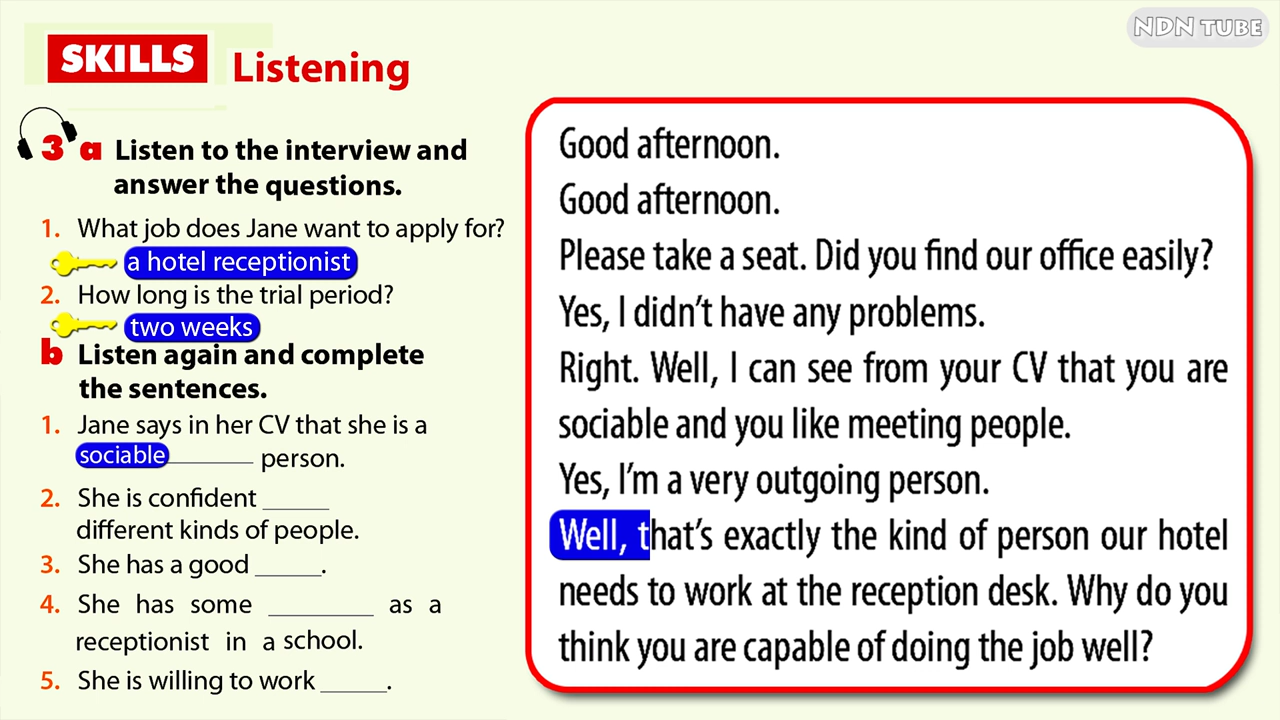 NDN TUBE
SKILLS Listening
3 a Listen to the interview and
answer the questions.
1. What job does Jane want to apply for?
a hotel receptionist
2. How long is the trial period?
two weeks
b Listen again and complete
the sentences.
1. Jane says in her CV that she is a
sociable______ person.
2. She is confident _____
different kinds of people.
3. She has a good _____.
4. She has some ________ as a
receptionist in a school.
5. She is willing to work _____.
Good afternoon.
Good afternoon.
Please take a seat. Did you find our office easily?
Yes, I didn't have any problems.
Right. Well, I can see from your CV that you are
sociable and you like meeting people.
Yes, I'm a very outgoing person.
Well, that's exactly the kind of person our hotel
needs to work at the reception desk. Why do you
think you are capable of doing the job well?